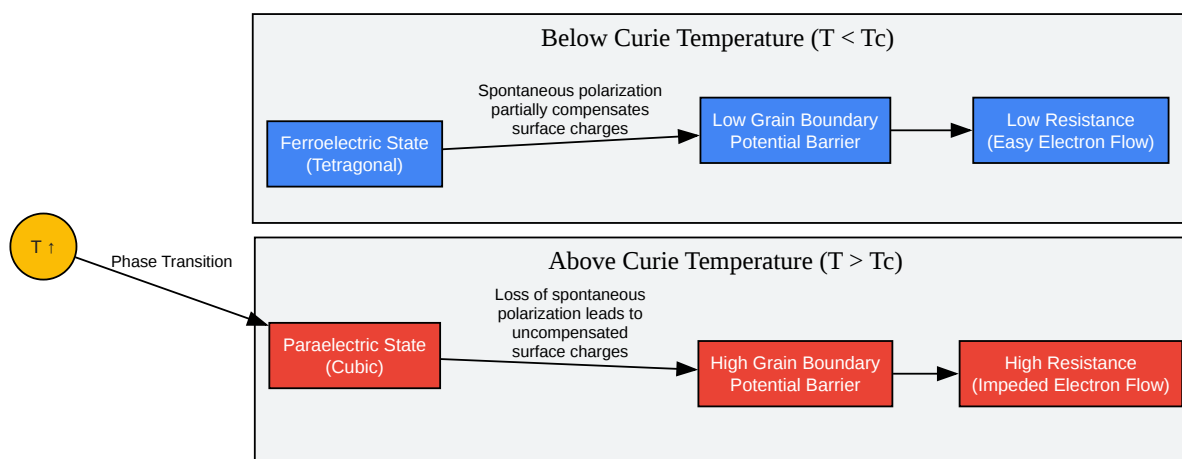 Below Curie Temperature (T < Tc)
Ferroelectric State
(Tetragonal)
Spontaneous polarization
partially compensates
surface charges
Low Grain Boundary
Potential Barrier
Low Resistance
(Easy Electron Flow)
T ↑
Phase Transition
Above Curie Temperature (T > Tc)
Paraelectric State
(Cubic)
Loss of spontaneous
polarization leads to
uncompensated
surface charges
High Grain Boundary
Potential Barrier
High Resistance
(Impeded Electron Flow)